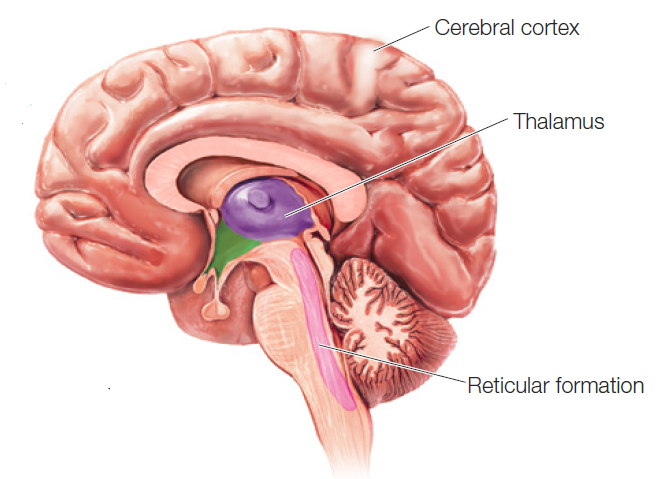 Cerebral cortex
Thalamus
Reticular formation